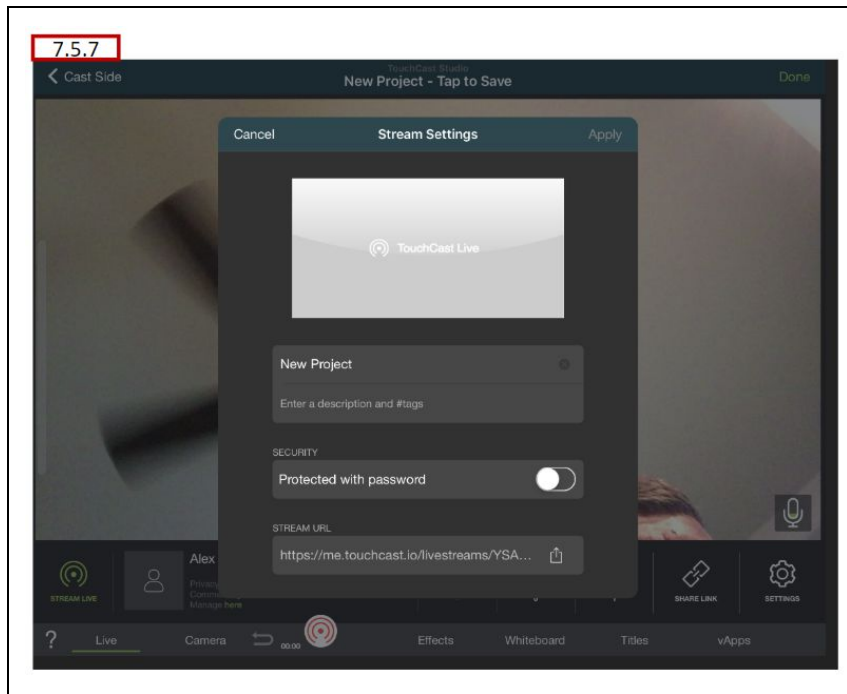 7.5.7
Cast Side
TouchCast Studio
New Project - Tap to Save
Done
Cancel
Stream Settings
Apply
TouchCast Live
New Project
Enter a description and #tags
SECURITY
Protected with password
STREAM URL
https://me.touchcast.io/livestreams/YSA...
STREAM LIVE
Alex
Manage here
SHARE LINK
SETTINGS
?
Live
Camera
00:00
Effects
Whiteboard
Titles
vApps